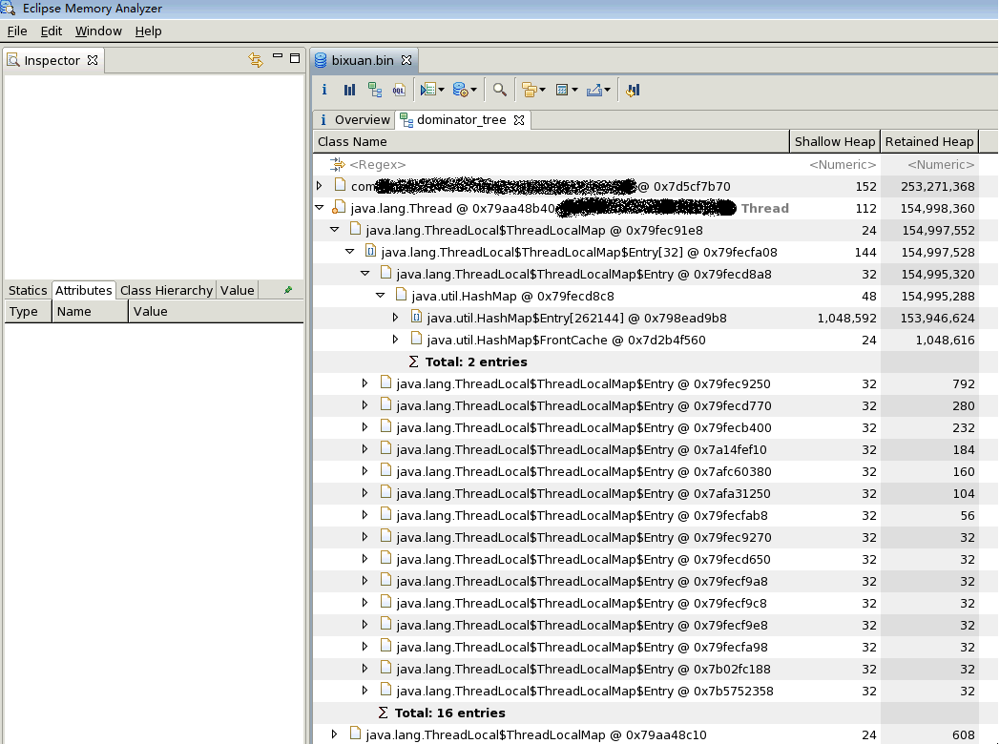 Eclipse Memory Analyzer
File Edit Window Help
Inspector
bixuan.bin
i OQL
i Overview dominator_tree
Class Name Shallow Heap Retained Heap
<Regex> <Numeric> <Numeric>
com @ 0x7d5cf7b70 152 253,271,368
java.lang.Thread @ 0x79aa48b40 Thread 112 154,998,360
java.lang.ThreadLocal$ThreadLocalMap @ 0x79fec91e8 24 154,997,552
java.lang.ThreadLocal$ThreadLocalMap$Entry[32] @ 0x79fecfa08 144 154,997,528
java.lang.ThreadLocal$ThreadLocalMap$Entry @ 0x79fecd8a8 32 154,995,320
java.util.HashMap @ 0x79fecd8c8 48 154,995,288
java.util.HashMap$Entry[262144] @ 0x798ead9b8 1,048,592 153,946,624
java.util.HashMap$FrontCache @ 0x7d2b4f560 24 1,048,616
Σ Total: 2 entries
java.lang.ThreadLocal$ThreadLocalMap$Entry @ 0x79fec9250 32 792
java.lang.ThreadLocal$ThreadLocalMap$Entry @ 0x79fecd770 32 280
java.lang.ThreadLocal$ThreadLocalMap$Entry @ 0x79fecb400 32 232
java.lang.ThreadLocal$ThreadLocalMap$Entry @ 0x7a14fef10 32 184
java.lang.ThreadLocal$ThreadLocalMap$Entry @ 0x7afc60380 32 160
java.lang.ThreadLocal$ThreadLocalMap$Entry @ 0x7afa31250 32 104
java.lang.ThreadLocal$ThreadLocalMap$Entry @ 0x79fecfab8 32 56
java.lang.ThreadLocal$ThreadLocalMap$Entry @ 0x79fec9270 32 32
java.lang.ThreadLocal$ThreadLocalMap$Entry @ 0x79fecd650 32 32
java.lang.ThreadLocal$ThreadLocalMap$Entry @ 0x79fecf9a8 32 32
java.lang.ThreadLocal$ThreadLocalMap$Entry @ 0x79fecf9c8 32 32
java.lang.ThreadLocal$ThreadLocalMap$Entry @ 0x79fecf9e8 32 32
java.lang.ThreadLocal$ThreadLocalMap$Entry @ 0x79fecfa98 32 32
java.lang.ThreadLocal$ThreadLocalMap$Entry @ 0x7b02fc188 32 32
java.lang.ThreadLocal$ThreadLocalMap$Entry @ 0x7b5752358 32 32
Σ Total: 16 entries
java.lang.ThreadLocal$ThreadLocalMap @ 0x79aa48c10 24 608
Statics Attributes Class Hierarchy Value
Type Name Value